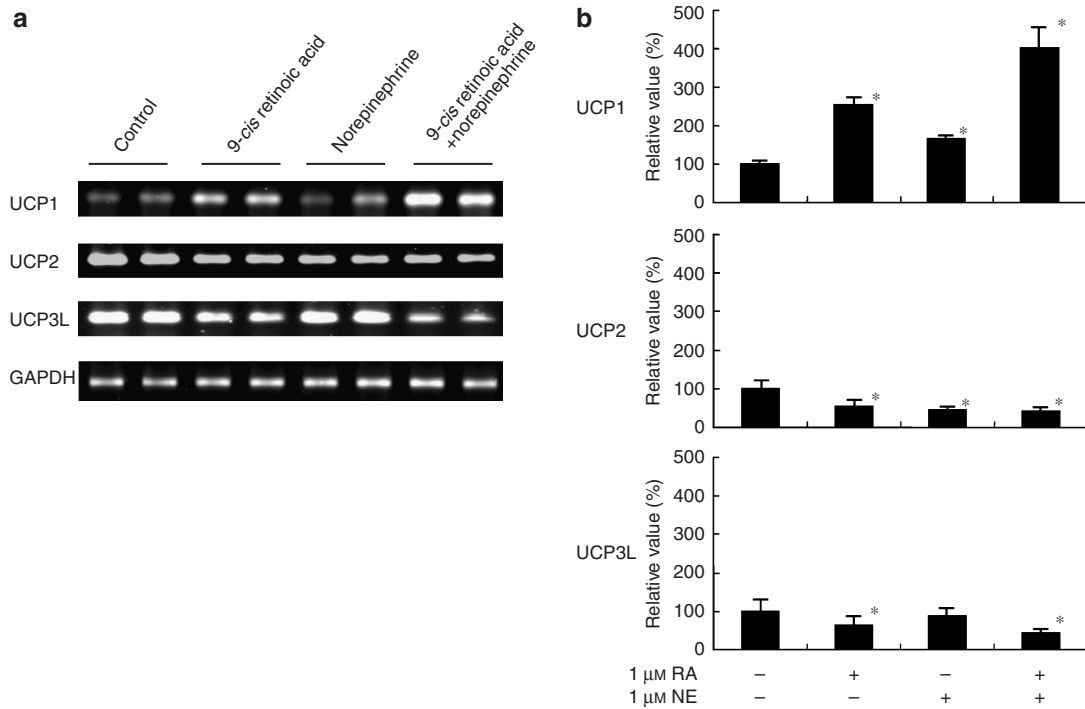 a
Control
9-cis retinoic acid
Norepinephrine
9-cis retinoic acid
+norepinephrine
UCP1
UCP2
UCP3L
GAPDH
b
UCP1
Relative value (%)
500
400
300
200
100
0
*
*
*
UCP2
Relative value (%)
500
400
300
200
100
0
*
*
*
UCP3L
Relative value (%)
500
400
300
200
100
0
*
*
1 μM RA – + – +
1 μM NE – – + +